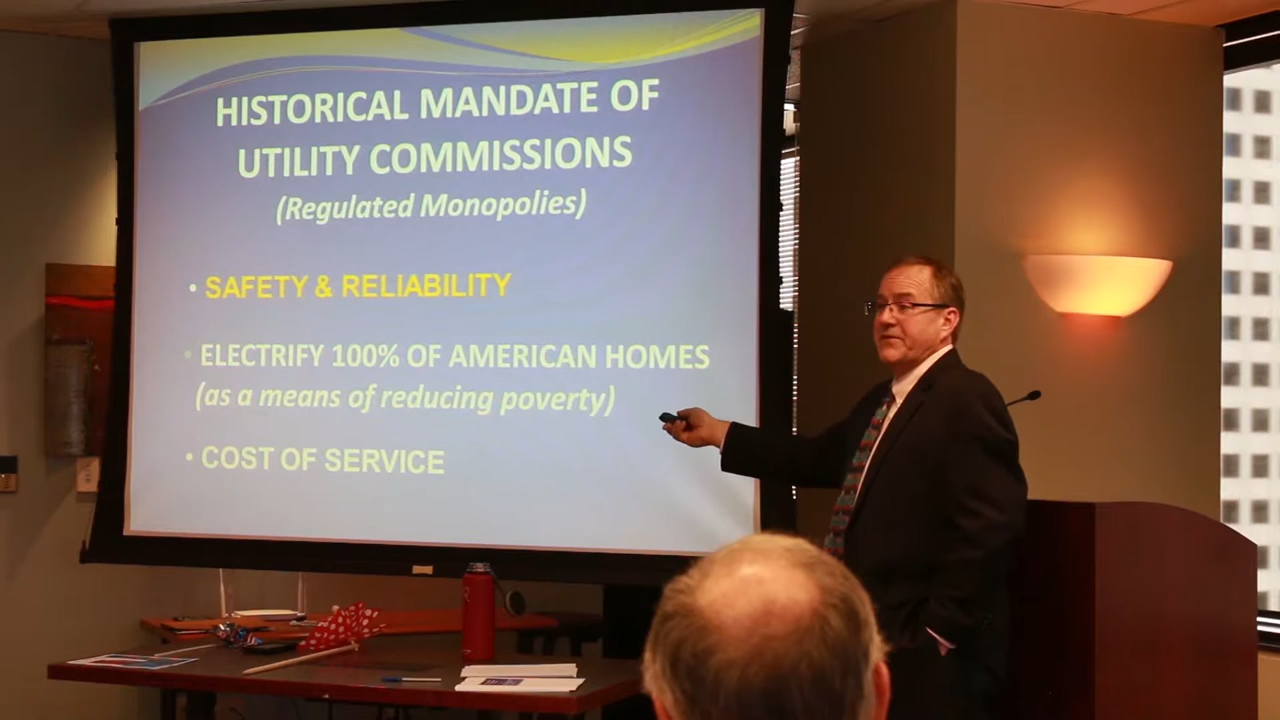 HISTORICAL MANDATE OF
UTILITY COMMISSIONS
(Regulated Monopolies)
• SAFETY & RELIABILITY
• ELECTRIFY 100% OF AMERICAN HOMES
(as a means of reducing poverty)
• COST OF SERVICE